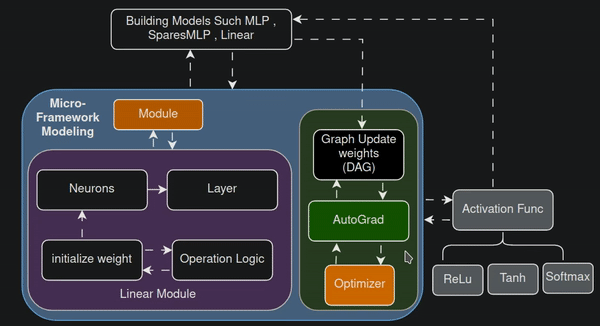 Building Models Such MLP ,
SparesMLP , Linear
Micro-
Framework
Modeling
Module
Neurons
Layer
initialize weight
Operation Logic
Linear Module
Graph Update
weights
(DAG)
AutoGrad
Optimizer
Activation Func
ReLu
Tanh
Softmax